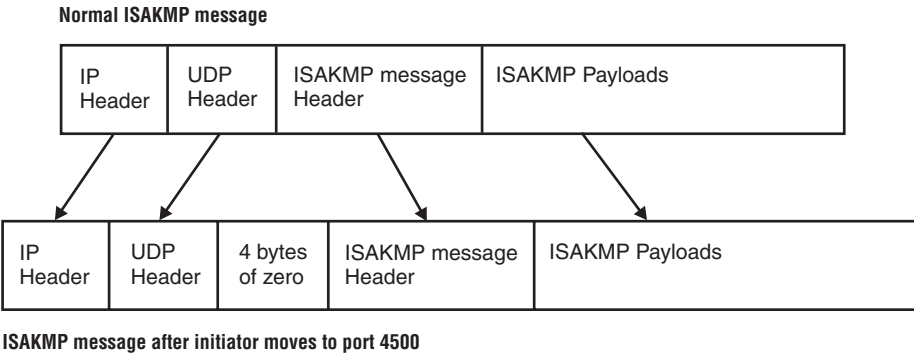 Normal ISAKMP message
IP
Header
UDP
Header
ISAKMP message
Header
ISAKMP Payloads
IP
Header
UDP
Header
4 bytes
of zero
ISAKMP message
Header
ISAKMP Payloads
ISAKMP message after initiator moves to port 4500